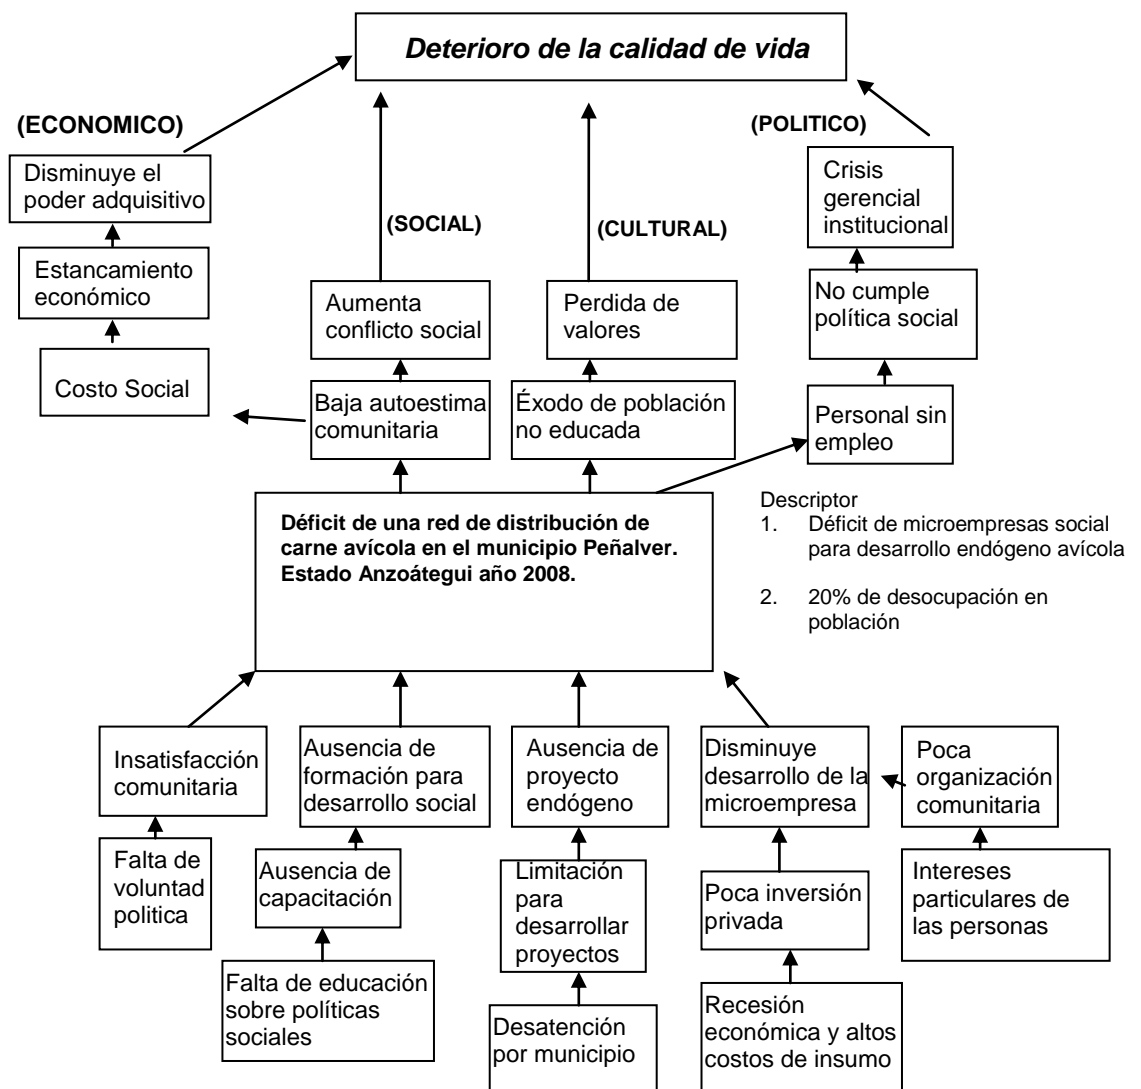 Deterioro de la calidad de vida
(ECONOMICO)
(POLITICO)
Disminuye el
poder adquisitivo
Crisis
gerencial
institucional
(SOCIAL)
(CULTURAL)
Estancamiento
económico
Aumenta
conflicto social
Perdida de
valores
No cumple
política social
Costo Social
Baja autoestima
comunitaria
Éxodo de población
no educada
Personal sin
empleo
Déficit de una red de distribución de
carne avícola en el municipio Peñalver.
Estado Anzoátegui año 2008.
Descriptor
1. Déficit de microempresas social
para desarrollo endógeno avícola
2. 20% de desocupación en
población
Insatisfacción
comunitaria
Ausencia de
formación para
desarrollo social
Ausencia de
proyecto
endógeno
Disminuye
desarrollo de la
microempresa
Poca
organización
comunitaria
Falta de
voluntad
politica
Ausencia de
capacitación
Limitación
para
desarrollar
proyectos
Poca inversión
privada
Intereses
particulares de
las personas
Falta de educación
sobre políticas
sociales
Desatención
por municipio
Recesión
económica y altos
costos de insumo